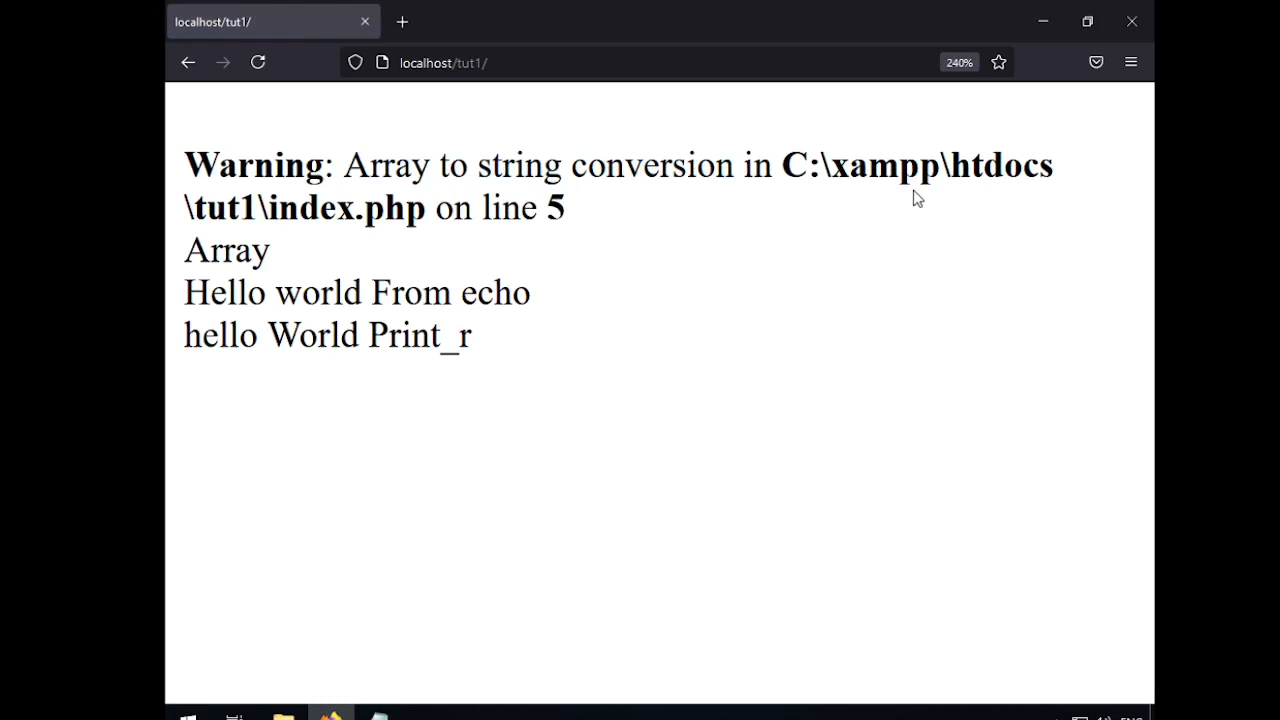 localhost/tut1/
localhost/tut1/
240%
Warning: Array to string conversion in C:\xampp\htdocs
\tut1\index.php on line 5
Array
Hello world From echo
hello World Print_r
ENG